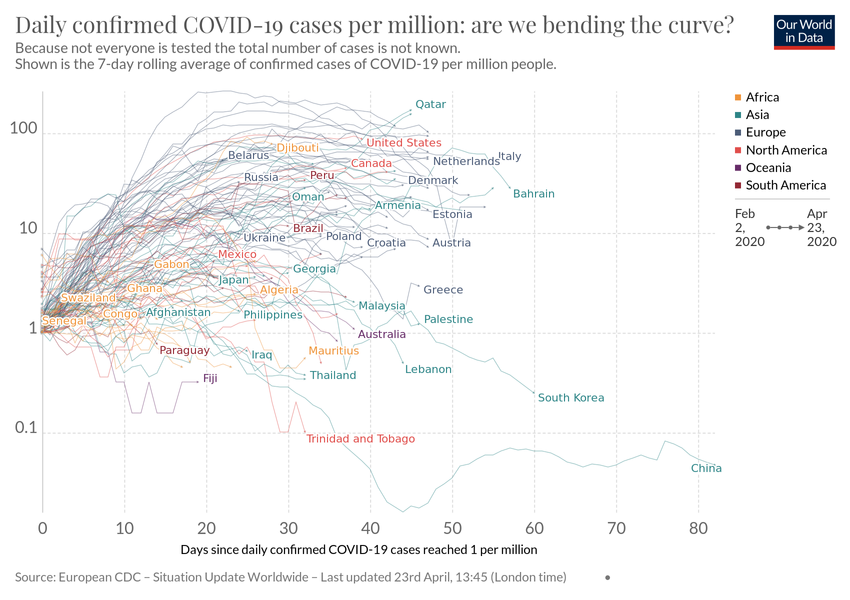 Daily confirmed COVID-19 cases per million: are we bending the curve?
Our World
in Data
Because not everyone is tested the total number of cases is not known.
Shown is the 7-day rolling average of confirmed cases of COVID-19 per million people.
Africa
Asia
Europe
North America
Oceania
South America
Feb
2,
2020
Apr
23,
2020
100
10
1
0.1
Qatar
United States
Djibouti
Belarus
Canada
Netherlands
Italy
Russia
Peru
Denmark
Bahrain
Oman
Armenia
Estonia
Brazil
Ukraine
Poland
Croatia
Austria
Mexico
Gabon
Georgia
Japan
Ghana
Algeria
Greece
Swaziland
Malaysia
Senegal
Congo
Afghanistan
Philippines
Palestine
Australia
Paraguay
Iraq
Mauritius
Lebanon
Fiji
Thailand
South Korea
Trinidad and Tobago
China
0
10
20
30
40
50
60
70
80
Days since daily confirmed COVID-19 cases reached 1 per million
Source: European CDC – Situation Update Worldwide – Last updated 23rd April, 13:45 (London time)